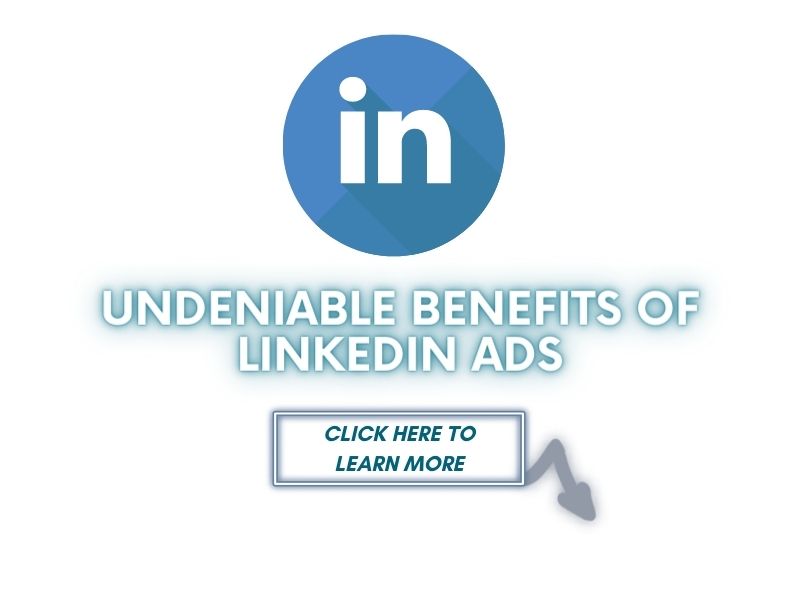 in
UNDENIABLE BENEFITS OF
LINKEDIN ADS
CLICK HERE TO
LEARN MORE